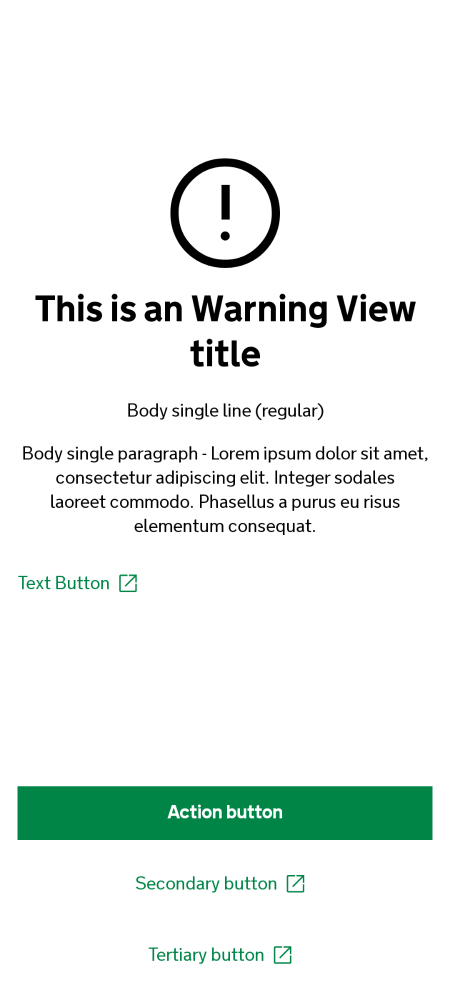 This is an Warning View
title
Body single line (regular)
Body single paragraph - Lorem ipsum dolor sit amet,
consectetur adipiscing elit. Integer sodales
laoreet commodo. Phasellus a purus eu risus
elementum consequat.
Text Button
Action button
Secondary button
Tertiary button